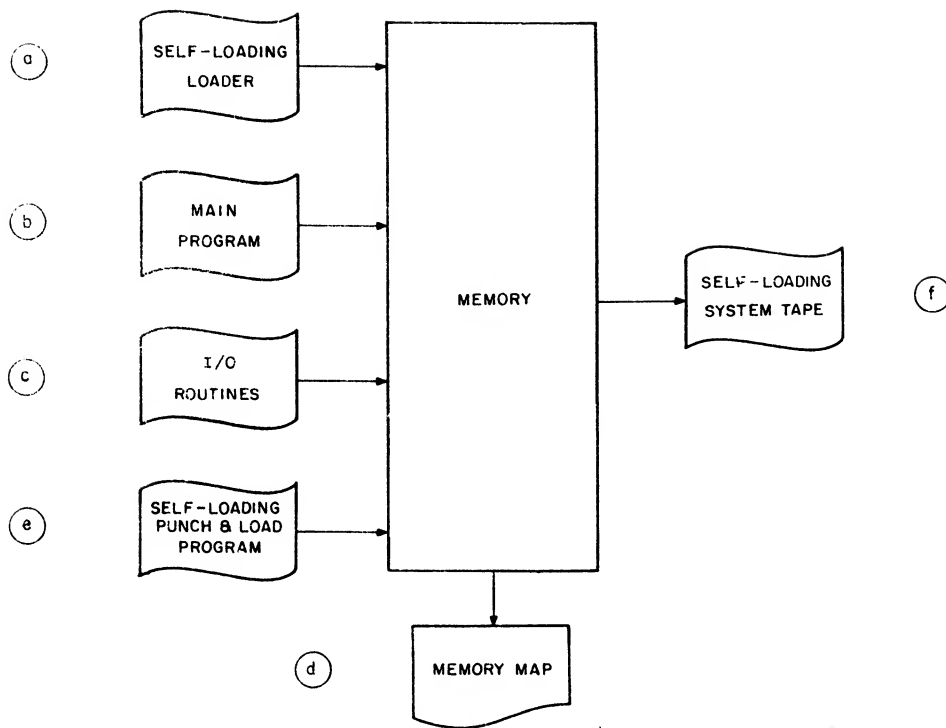 a
SELF-LOADING
LOADER
b
MAIN
PROGRAM
c
I/O
ROUTINES
e
SELF-LOADING
PUNCH & LOAD
PROGRAM
MEMORY
SELF-LOADING
SYSTEM TAPE
f
d
MEMORY MAP